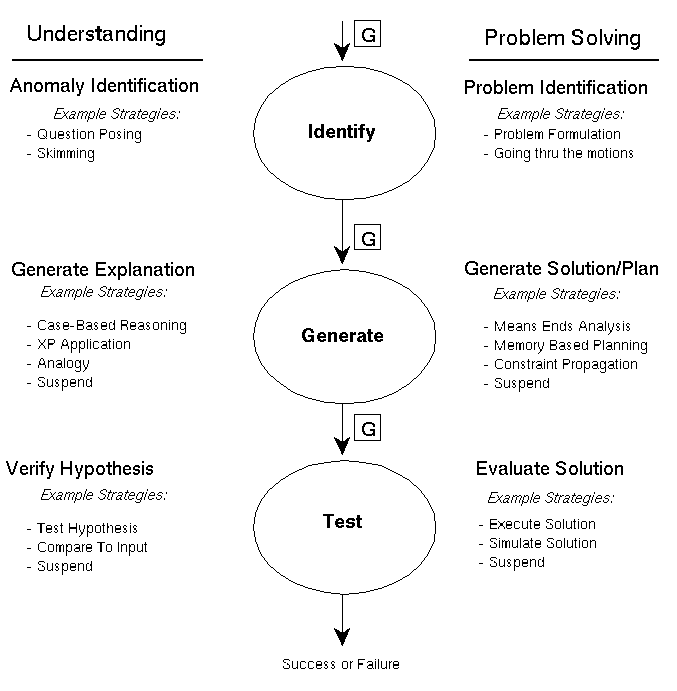 Understanding
G
Problem Solving
Anomaly Identification
Example Strategies:
- Question Posing
- Skimming
Identify
Problem Identification
Example Strategies:
- Problem Formulation
- Going thru the motions
G
Generate Explanation
Example Strategies:
- Case-Based Reasoning
- XP Application
- Analogy
- Suspend
Generate
Generate Solution/Plan
Example Strategies:
- Means Ends Analysis
- Memory Based Planning
- Constraint Propagation
- Suspend
G
Verify Hypothesis
Example Strategies:
- Test Hypothesis
- Compare To Input
- Suspend
Test
Evaluate Solution
Example Strategies:
- Execute Solution
- Simulate Solution
- Suspend
Success or Failure